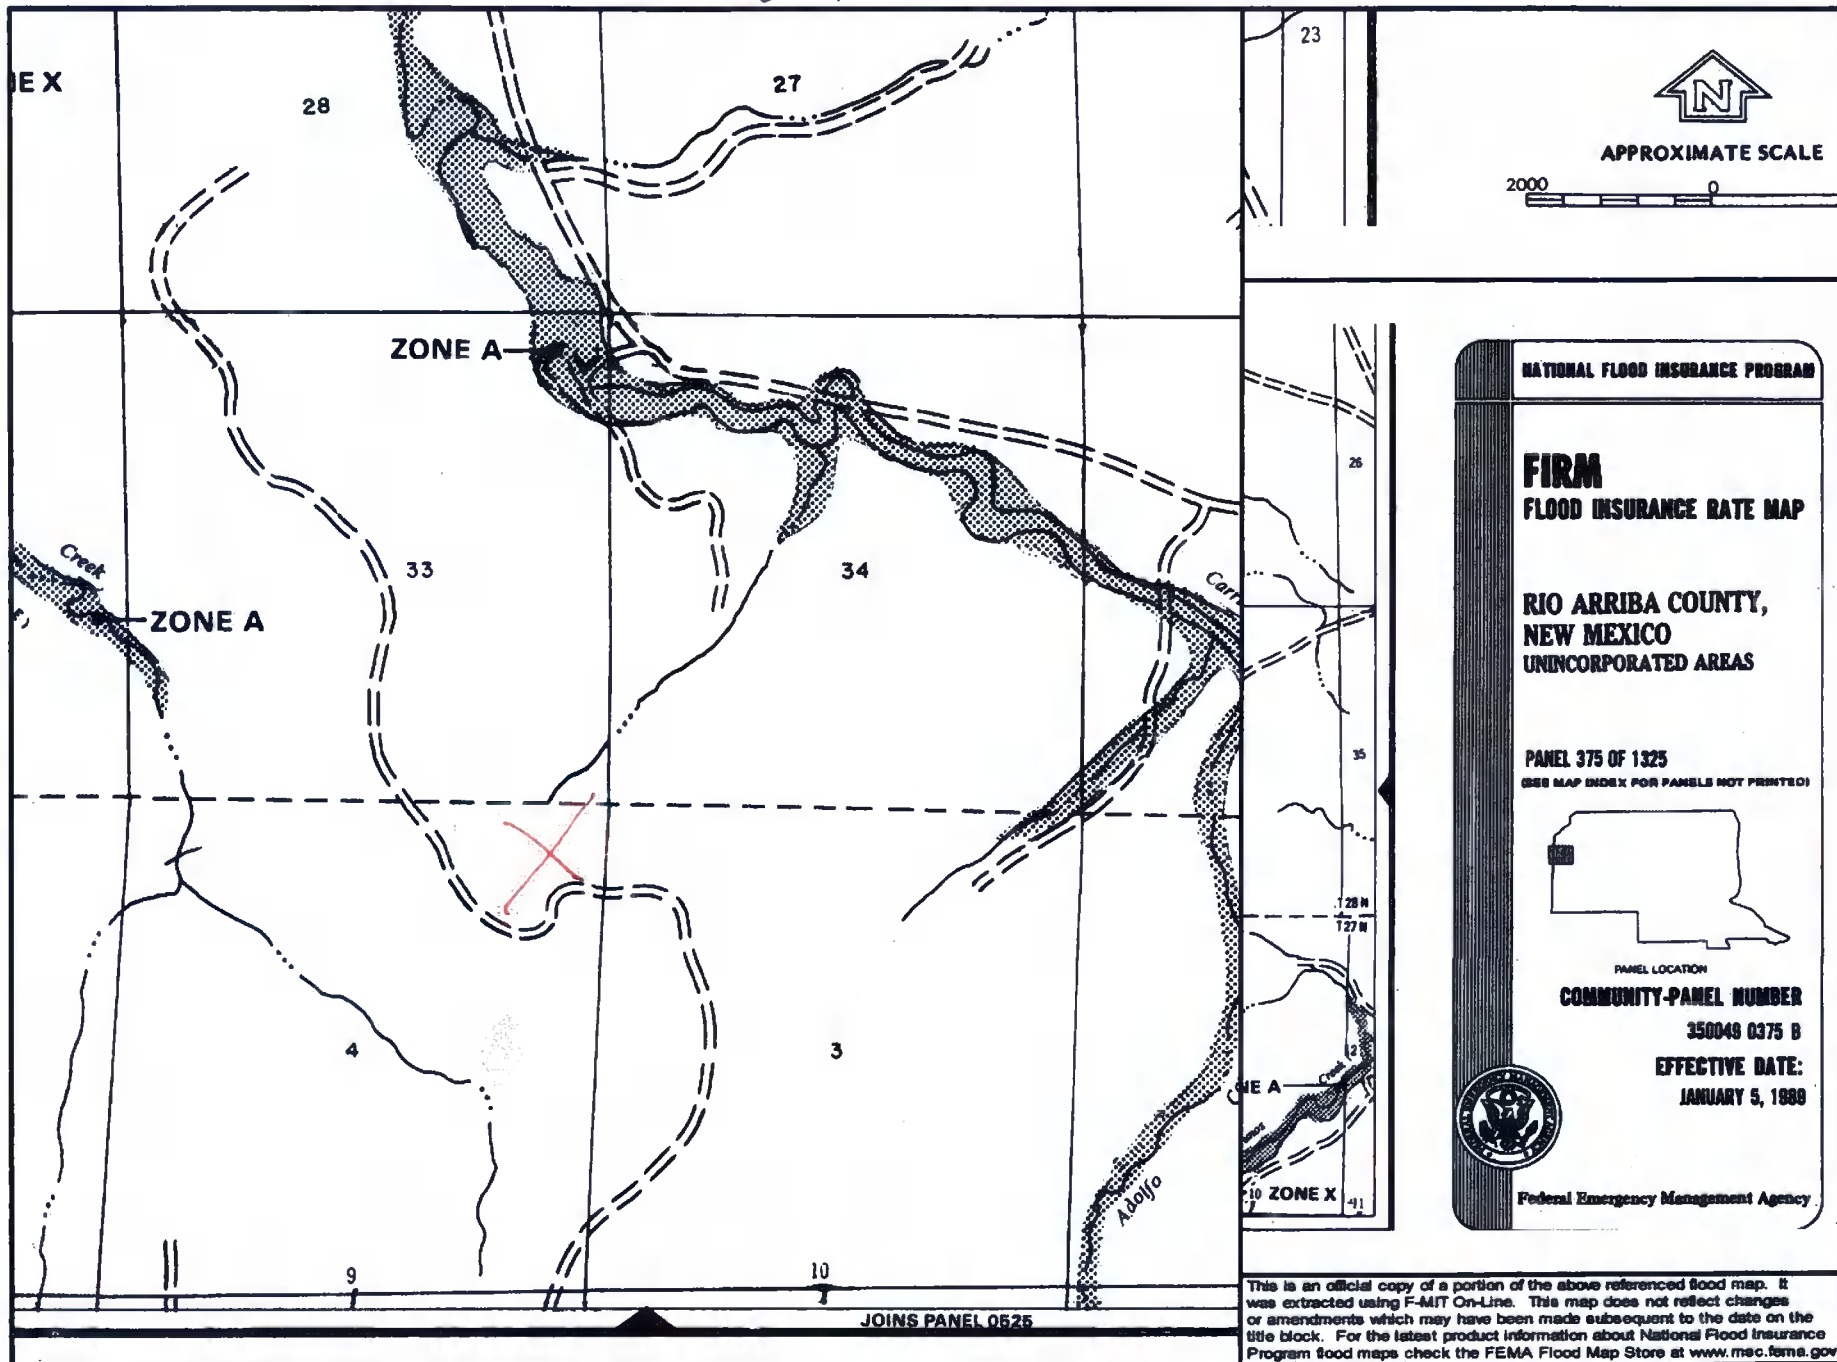 E X
28
27
23
N
APPROXIMATE SCALE
2000 0
ZONE A
NATIONAL FLOOD INSURANCE PROGRAM
FIRM
FLOOD INSURANCE RATE MAP
26
33
34
Creek
ZONE A
RIO ARRIBA COUNTY,
NEW MEXICO
UNINCORPORATED AREAS
35
PANEL 375 OF 1325
(SEE MAP INDEX FOR PANELS NOT PRINTED)
T28N
T27N
PANEL LOCATION
COMMUNITY-PANEL NUMBER
350049 0375 B
EFFECTIVE DATE:
JANUARY 5, 1989
4
3
2
NE A
Creek
Adolfo
10 ZONE X 11
Federal Emergency Management Agency
9
10
JOINS PANEL 0525
This is an official copy of a portion of the above referenced flood map. It
was extracted using F-MIT On-Line. This map does not reflect changes
or amendments which may have been made subsequent to the date on the
title block. For the latest product information about National Flood Insurance
Program flood maps check the FEMA Flood Map Store at www.msc.fema.gov